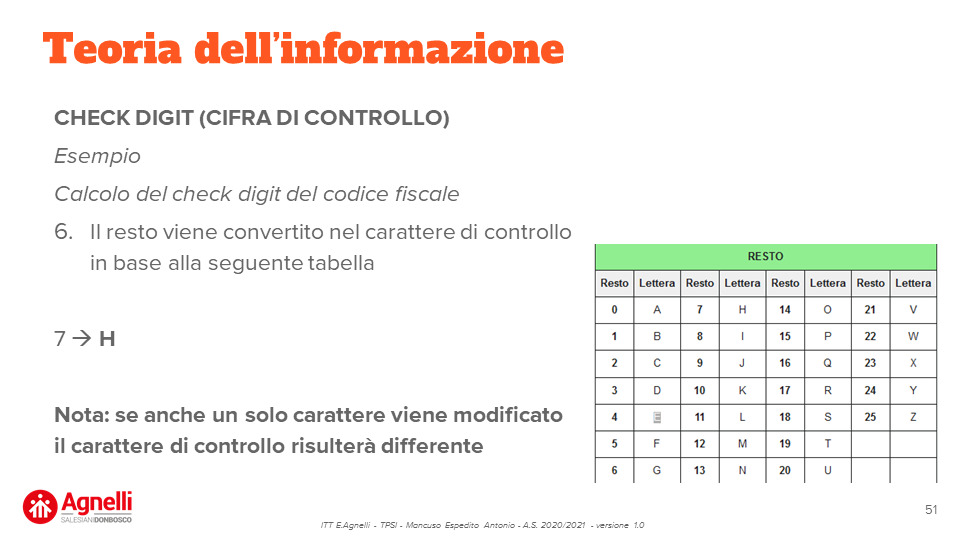 Teoria dell'informazione
CHECK DIGIT (CIFRA DI CONTROLLO)
Esempio
Calcolo del check digit del codice fiscale
6. Il resto viene convertito nel carattere di controllo
in base alla seguente tabella
7 → H
Nota: se anche un solo carattere viene modificato
il carattere di controllo risulterà differente
RESTO
Resto Lettera Resto Lettera Resto Lettera Resto Lettera
0 A 7 H 14 O 21 V
1 B 8 I 15 P 22 W
2 C 9 J 16 Q 23 X
3 D 10 K 17 R 24 Y
4 11 L 18 S 25 Z
5 F 12 M 19 T
6 G 13 N 20 U
Agnelli
SALESIANIDONBOSCO
ITT E.Agnelli - TPSI - Mancuso Espedito Antonio - A.S. 2020/2021 - versione 1.0
51